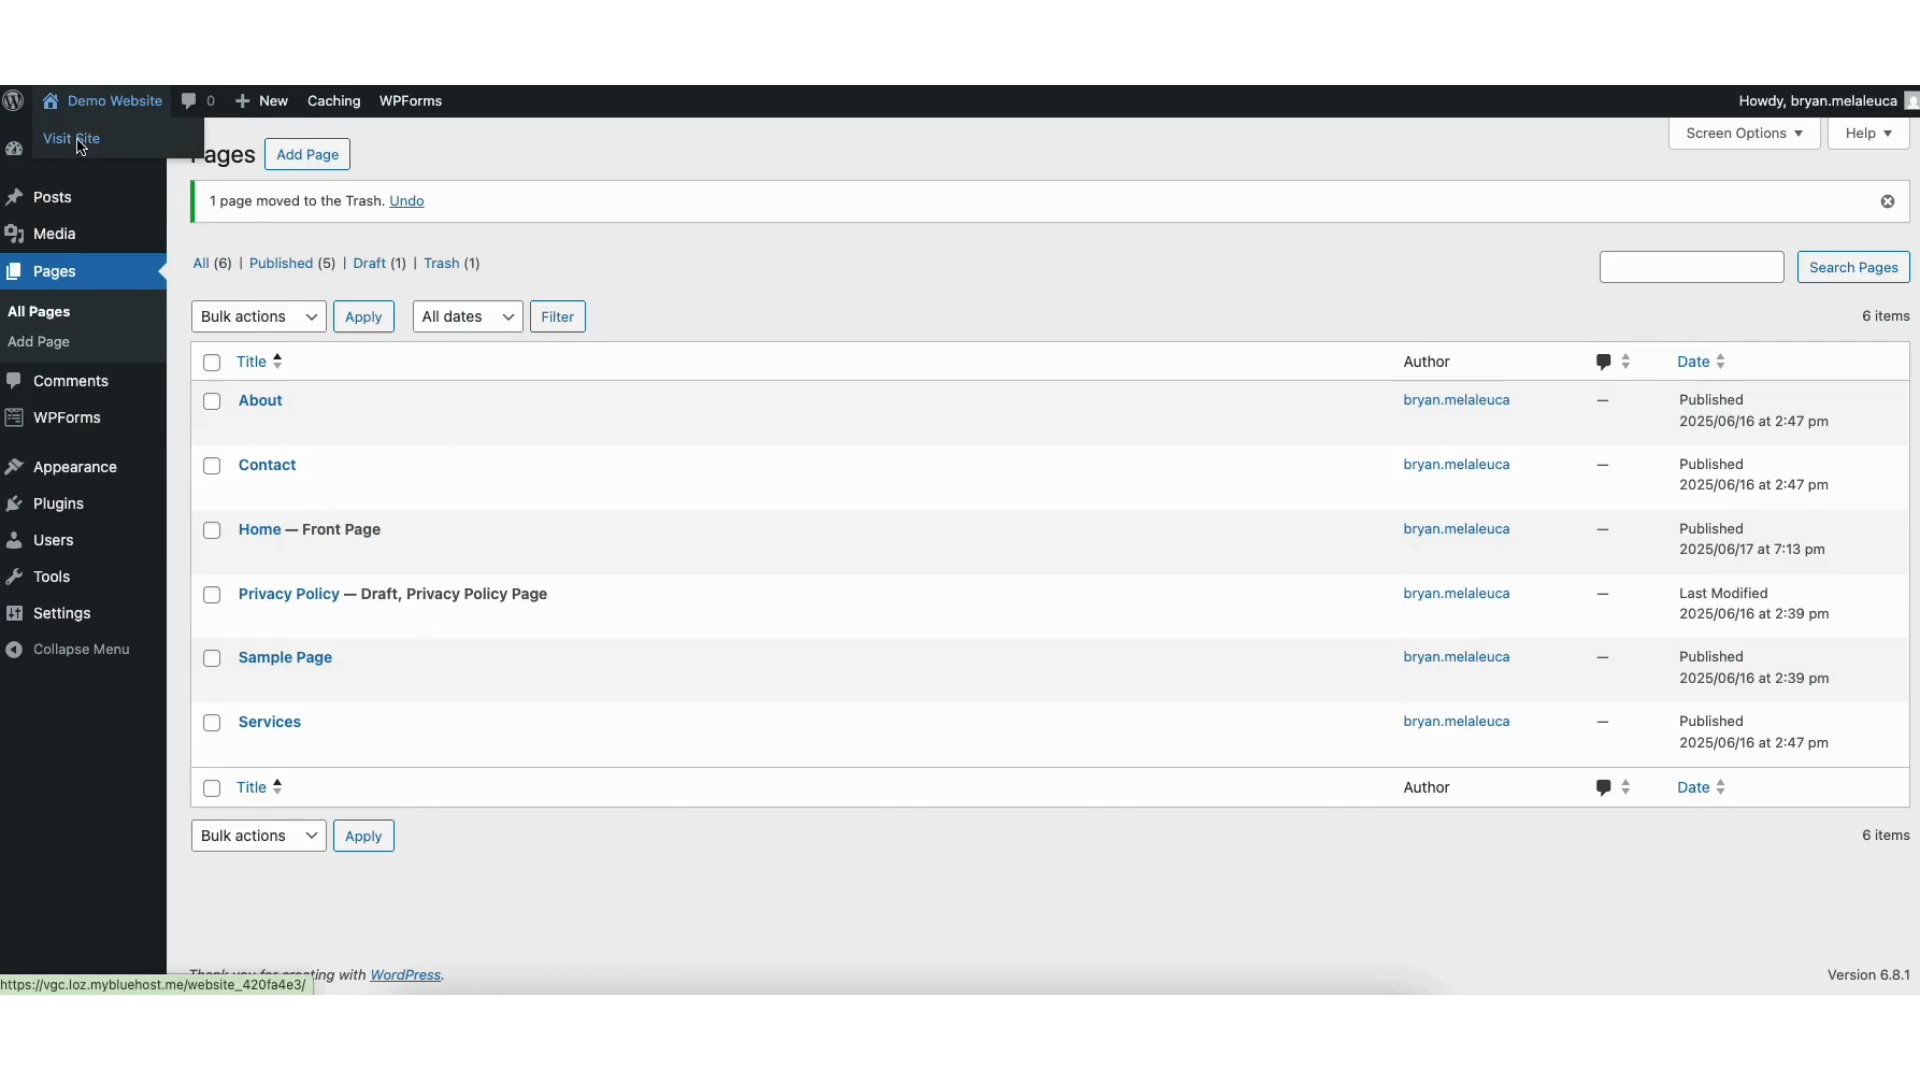 Demo Website 0 New Caching WPForms Howdy, bryan.melaleuca
Visit Site
Screen Options Help
ages Add Page
1 page moved to the Trash. Undo
All (6) | Published (5) | Draft (1) | Trash (1)
Search Pages
Bulk actions Apply All dates Filter 6 items
Title Author Date
About bryan.melaleuca — Published
2025/06/16 at 2:47 pm
Contact bryan.melaleuca — Published
2025/06/16 at 2:47 pm
Home — Front Page bryan.melaleuca — Published
2025/06/17 at 7:13 pm
Privacy Policy — Draft, Privacy Policy Page bryan.melaleuca — Last Modified
2025/06/16 at 2:39 pm
Sample Page bryan.melaleuca — Published
2025/06/16 at 2:39 pm
Services bryan.melaleuca — Published
2025/06/16 at 2:47 pm
Title Author Date
Bulk actions Apply 6 items
Posts
Media
Pages
All Pages
Add Page
Comments
WPForms
Appearance
Plugins
Users
Tools
Settings
Collapse Menu
Thank you for creating with WordPress. Version 6.8.1
https://vgc.loz.mybluehost.me/website_420fa4e3/